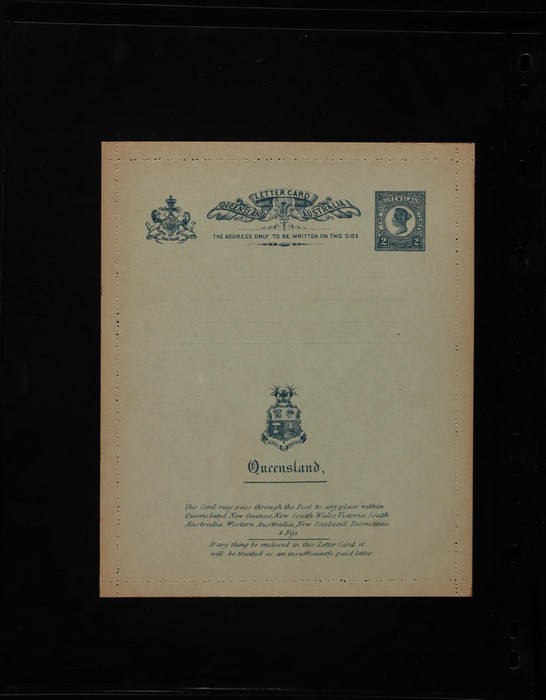 LETTER CARD
QUEENSLAND AUSTRALIA
QUEENSLAND
THE ADDRESS ONLY TO BE WRITTEN ON THIS SIDE
2 2
Queensland,
This Card may pass through the Post to any place within
Queensland, New Guinea, New South Wales, Victoria, South
Australia, Western Australia, New Zealand, Tasmania
& Fiji
If any thing be enclosed in this Letter Card it
will be treated as an insufficiently paid letter.